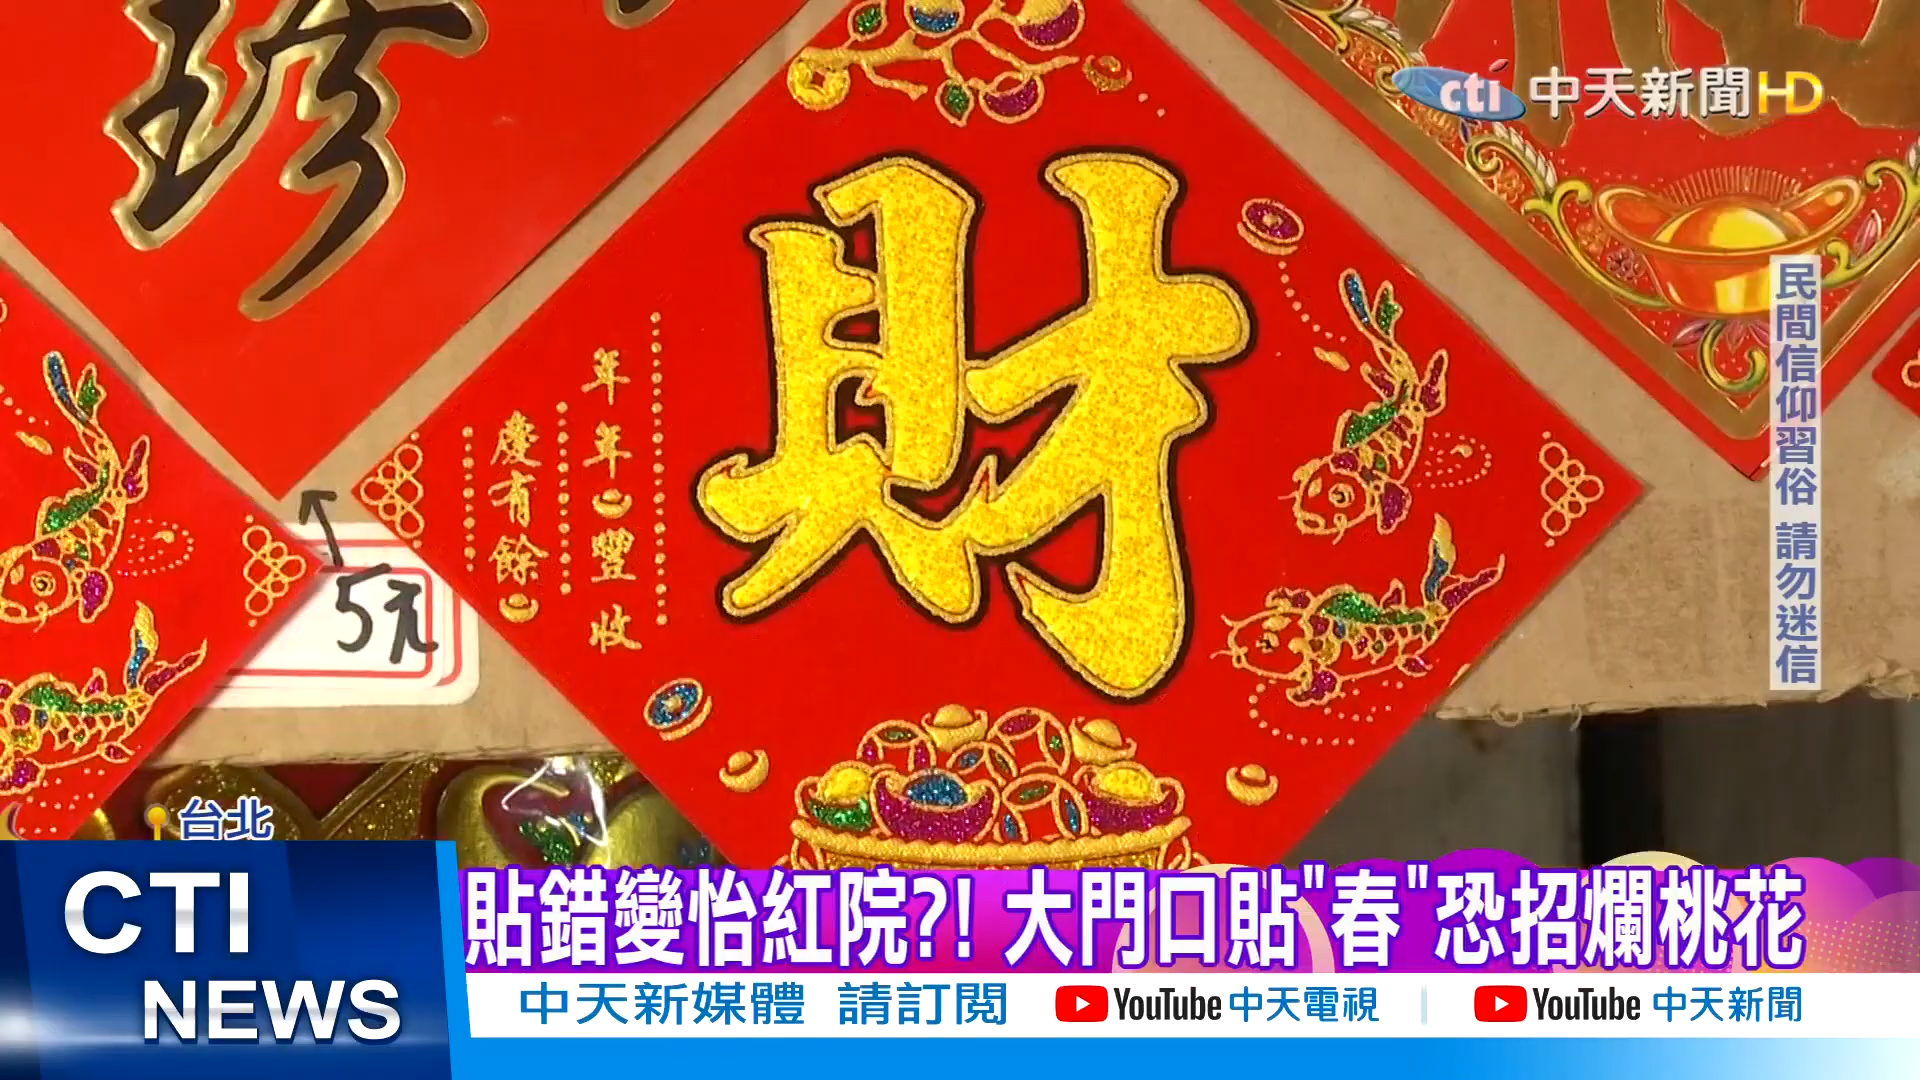 珍
cti 中天新聞HD
財
年年豐收
慶有餘
5元
民間信仰習俗 請勿迷信
台北
CTI NEWS
貼錯變怡紅院?! 大門口貼"春"恐招爛桃花
中天新媒體 請訂閱 YouTube 中天電視 | YouTube 中天新聞